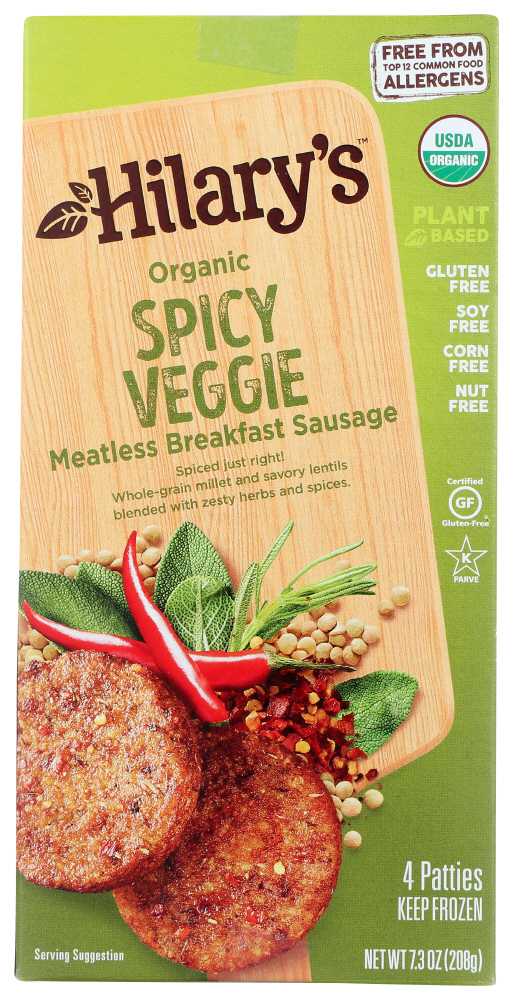 FREE FROM
TOP 12 COMMON FOOD
ALLERGENS
Hilary's™
USDA
ORGANIC
PLANT
BASED
Organic
SPICY
VEGGIE
Meatless Breakfast Sausage
Spiced just right!
Whole-grain millet and savory lentils
blended with zesty herbs and spices.
GLUTEN
FREE
SOY
FREE
CORN
FREE
NUT
FREE
Certified
GF
Gluten-Free
K
PARVE
4 Patties
KEEP FROZEN
Serving Suggestion
NET WT 7.3 OZ (208g)